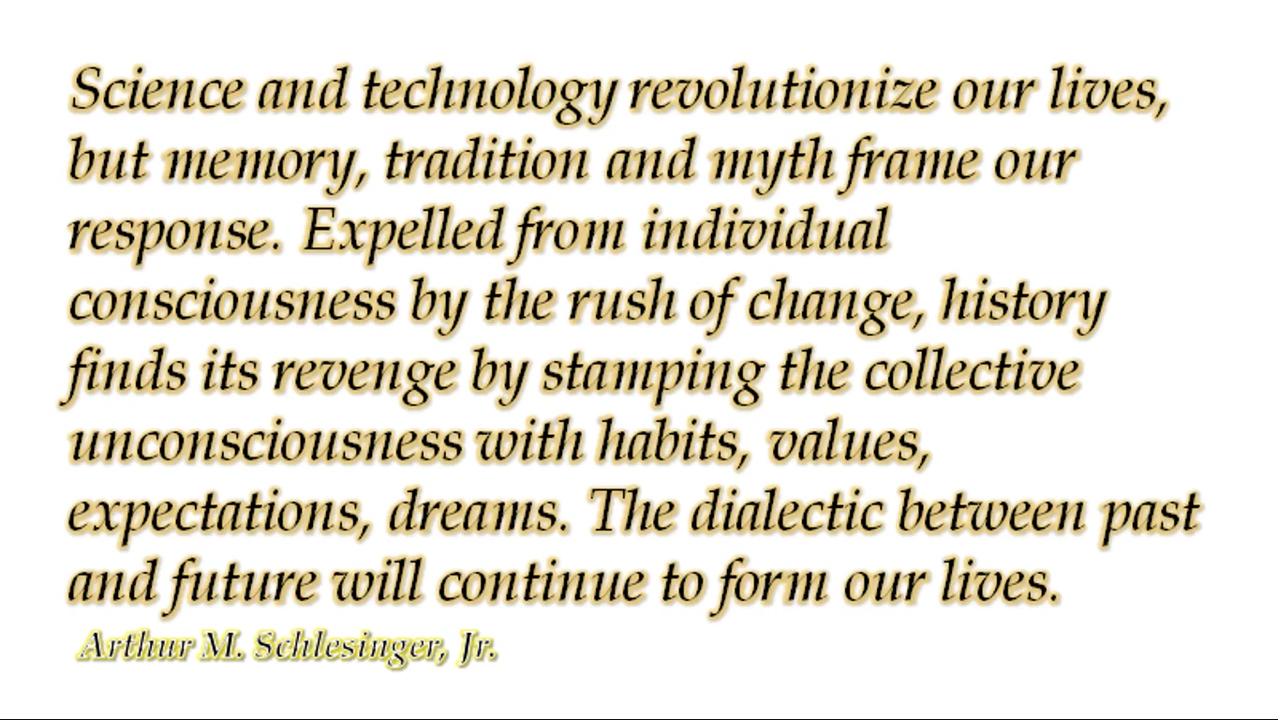 Science and technology revolutionize our lives,
but memory, tradition and myth frame our
response. Expelled from individual
consciousness by the rush of change, history
finds its revenge by stamping the collective
unconsciousness with habits, values,
expectations, dreams. The dialectic between past
and future will continue to form our lives.
Arthur M. Schlesinger, Jr.